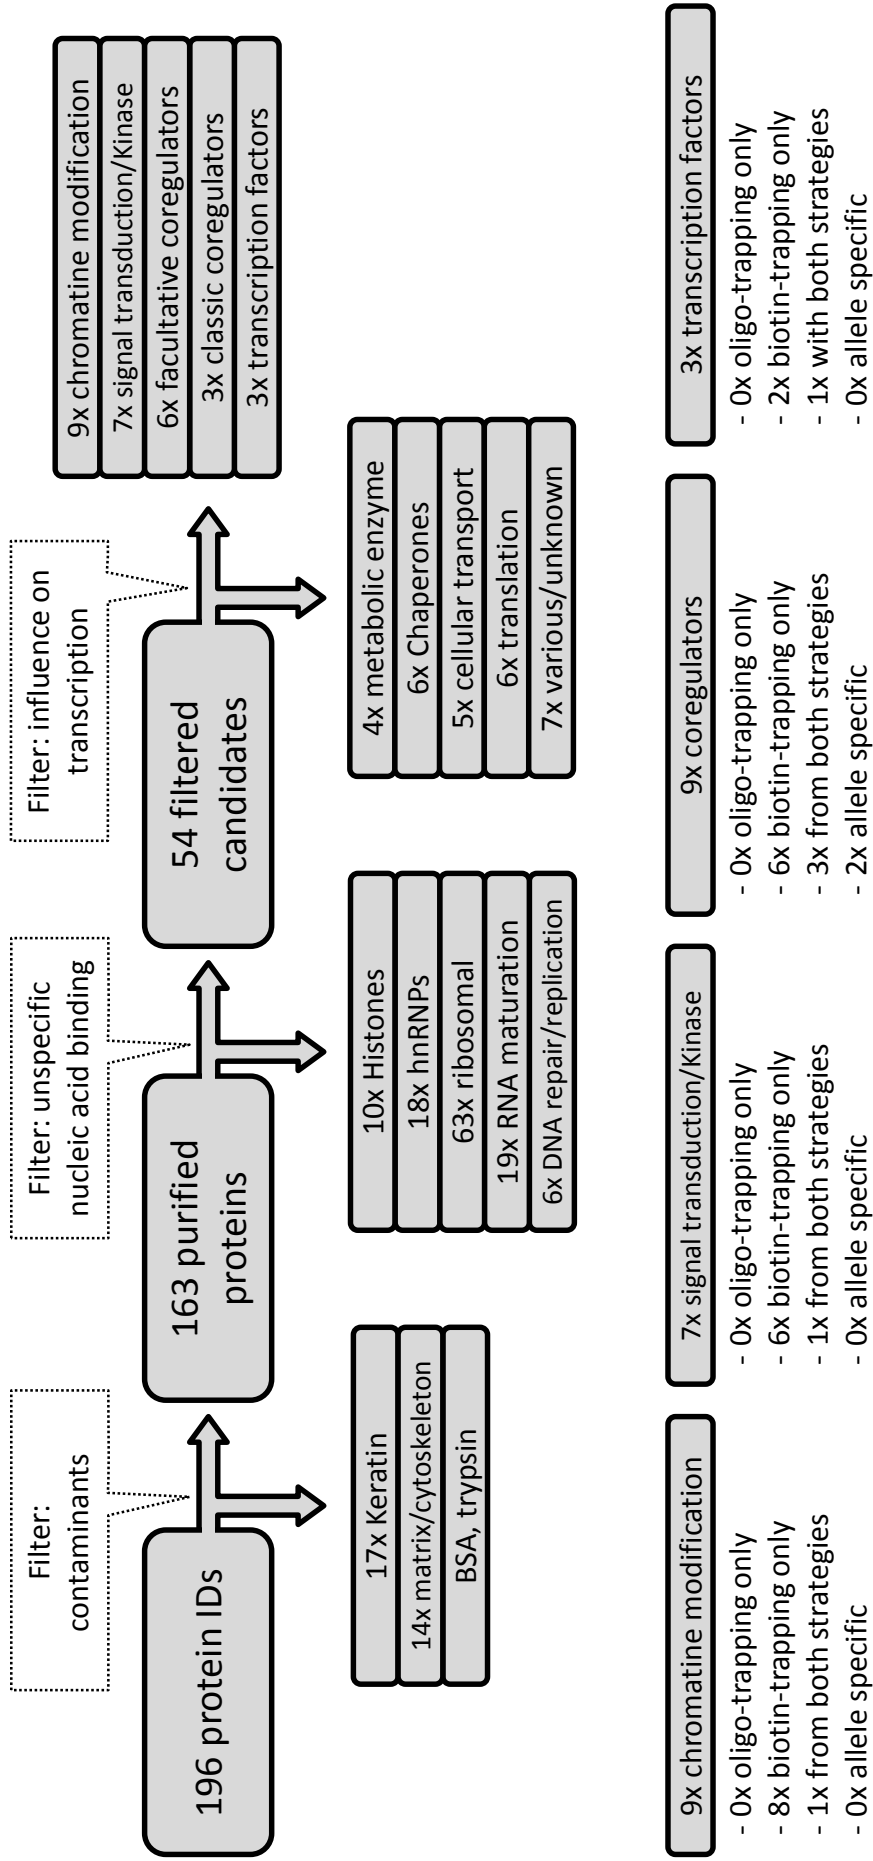 Filter:
contaminants
Filter: unspecific
nucleic acid binding
Filter: influence on
transcription
196 protein IDs
163 purified
proteins
54 filtered
candidates
9x chromatine modification
7x signal transduction/Kinase
6x facultative coregulators
3x classic coregulators
3x transcription factors
17x Keratin
14x matrix/cytoskeleton
BSA, trypsin
10x Histones
18x hnRNPs
63x ribosomal
19x RNA maturation
6x DNA repair/replication
4x metabolic enzyme
6x Chaperones
5x cellular transport
6x translation
7x various/unknown
9x chromatine modification
- 0x oligo-trapping only
- 8x biotin-trapping only
- 1x from both strategies
- 0x allele specific
7x signal transduction/Kinase
- 0x oligo-trapping only
- 6x biotin-trapping only
- 1x from both strategies
- 0x allele specific
9x coregulators
- 0x oligo-trapping only
- 6x biotin-trapping only
- 3x from both strategies
- 2x allele specific
3x transcription factors
- 0x oligo-trapping only
- 2x biotin-trapping only
- 1x with both strategies
- 0x allele specific